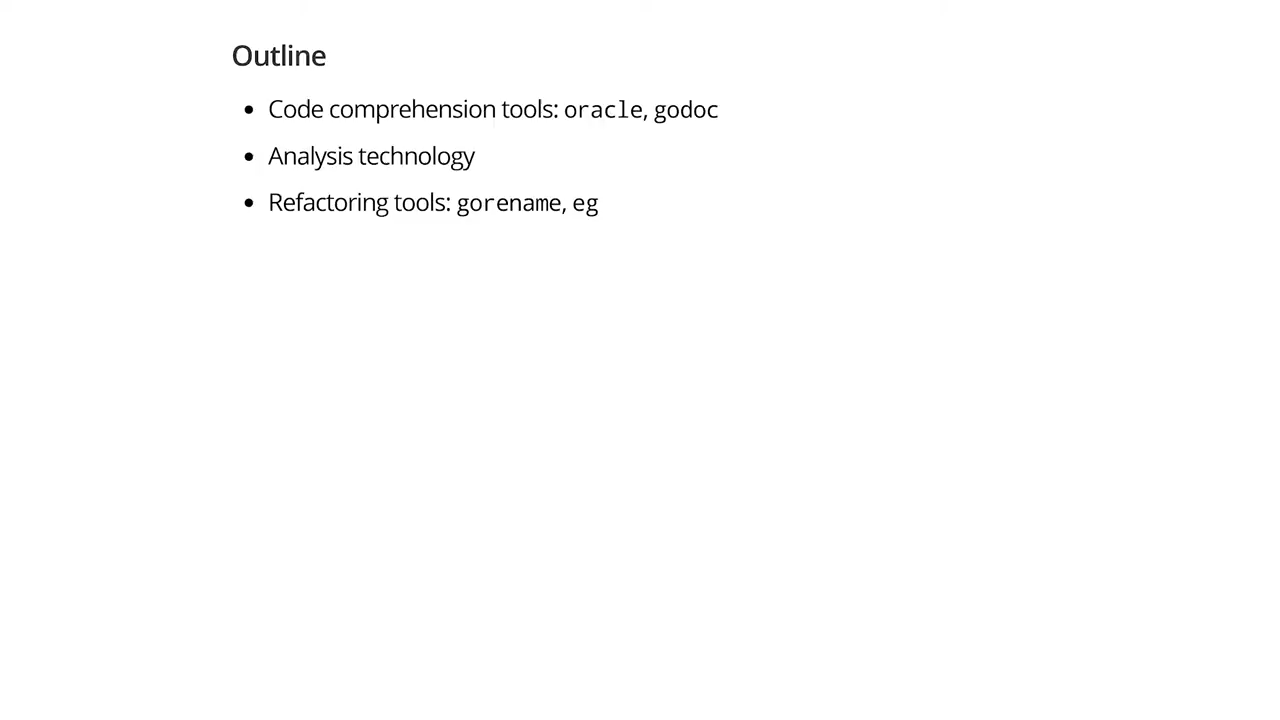 Outline
• Code comprehension tools: oracle, godoc
• Analysis technology
• Refactoring tools: gorename, eg